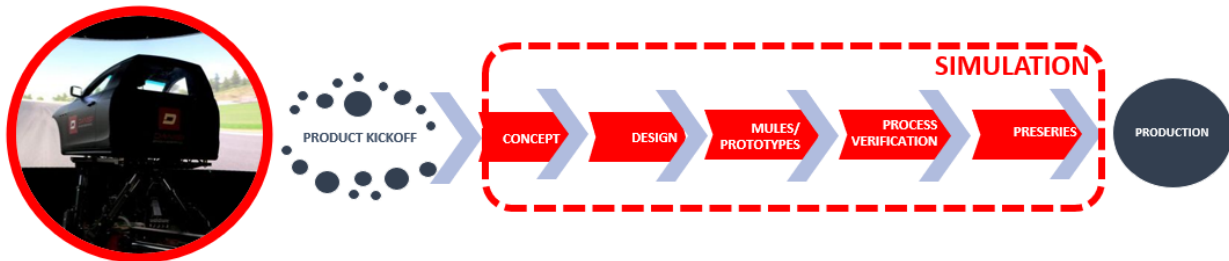 SIMULATION
PRODUCT KICKOFF
CONCEPT
DESIGN
MULES/
PROTOTYPES
PROCESS
VERIFICATION
PRESERIES
PRODUCTION